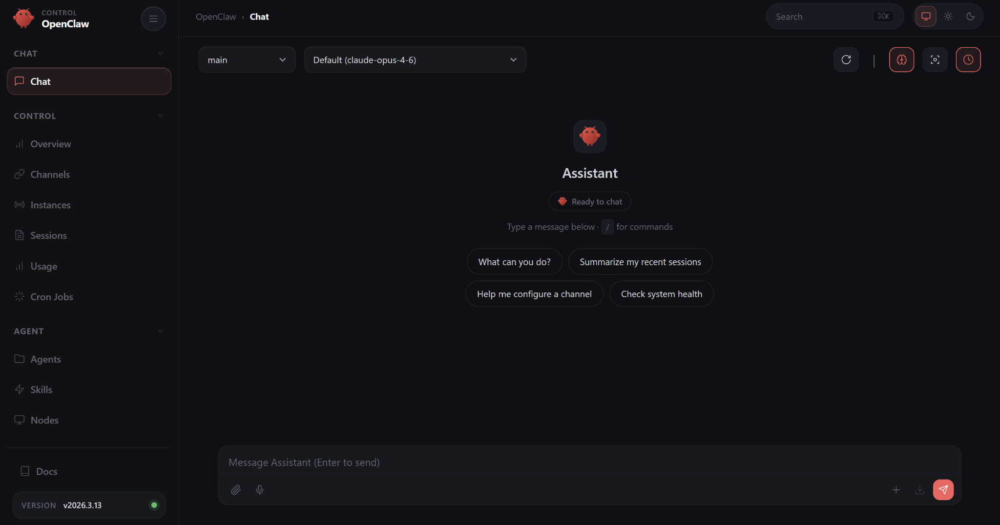 CONTROL
OpenClaw
CHAT
Chat
CONTROL
Overview
Channels
Instances
Sessions
Usage
Cron Jobs
AGENT
Agents
Skills
Nodes
Docs
VERSION v2026.3.13
OpenClaw › Chat
Search ⌘K
main
Default (claude-opus-4-6)
Assistant
Ready to chat
Type a message below · / for commands
What can you do?
Summarize my recent sessions
Help me configure a channel
Check system health
Message Assistant (Enter to send)